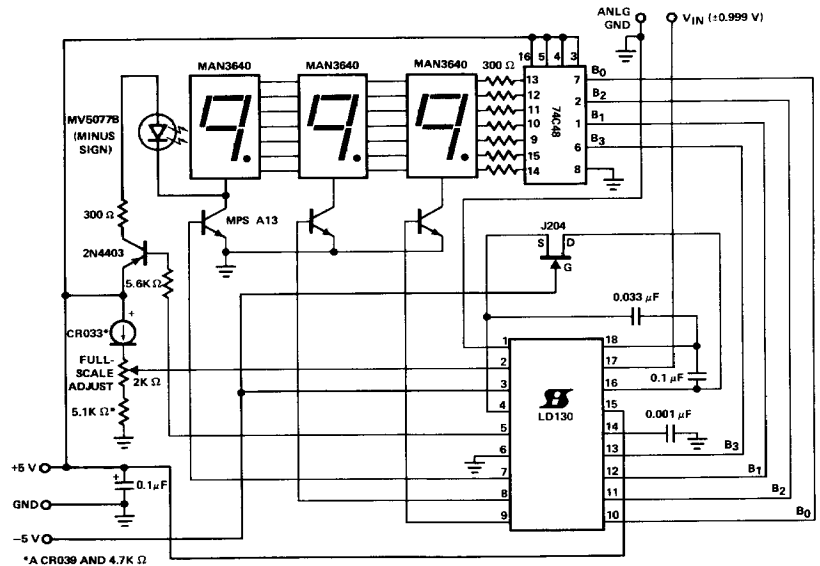 ANLG
GND
VIN (±0.999 V)
16 5 4 3
MAN3640
MAN3640
MAN3640
300 Ω
13
12
11
10
9
15
14
74C48
7
2
1
6
8
B0
B2
B1
B3
MV5077B
(MINUS
SIGN)
300 Ω
MPS A13
2N4403
5.6K Ω
J204
S D
G
+
CR033*
FULL-
SCALE
ADJUST
2K Ω
5.1K Ω*
0.033 µF
0.1 µF
0.001 µF
1
2
3
4
5
6
7
8
9
LD130
18
17
16
15
14
13
12
11
10
B3
B1
B2
B0
+5 V
+
0.1µF
GND
−5 V
*A CR039 AND 4.7K Ω